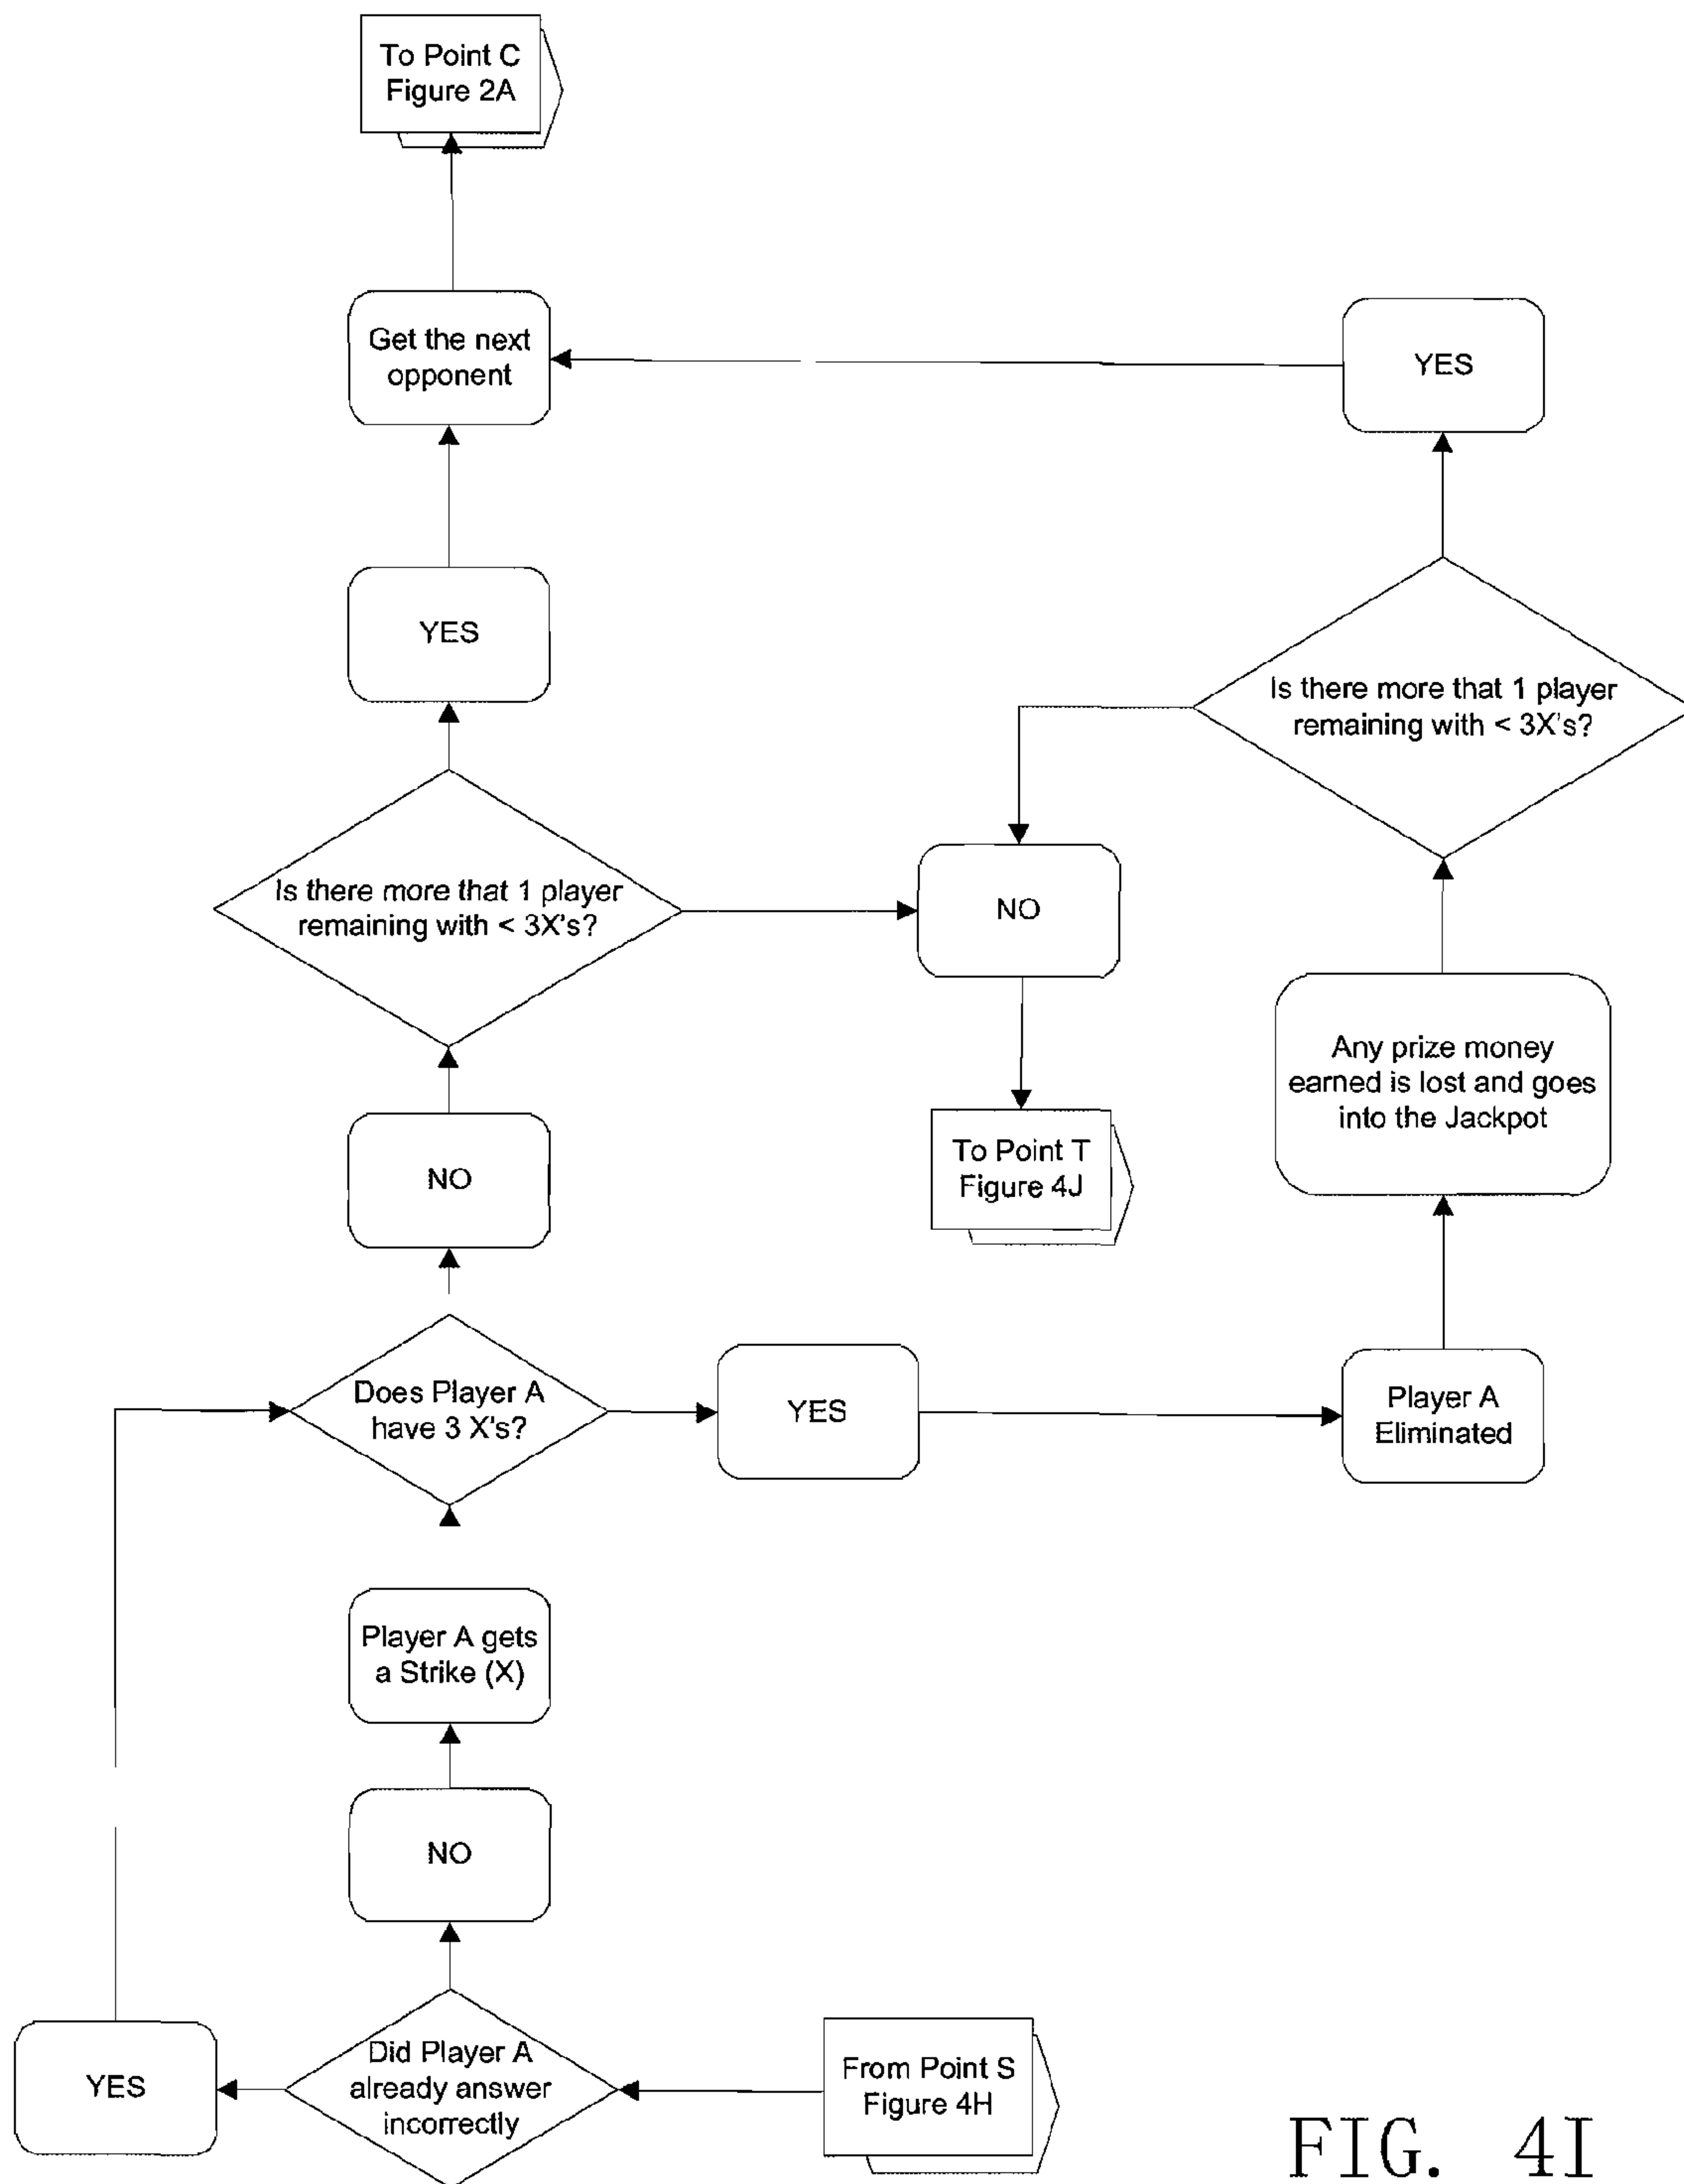 To Point C
Figure 2A
Get the next
opponent
YES
YES
Is there more that 1 player
remaining with < 3X's?
Is there more that 1 player
remaining with < 3X's?
NO
Any prize money
earned is lost and goes
into the Jackpot
NO
To Point T
Figure 4J
Does Player A
have 3 X's?
YES
Player A
Eliminated
Player A gets
a Strike (X)
NO
YES
Did Player A
already answer
incorrectly
From Point S
Figure 4H
FIG. 4I